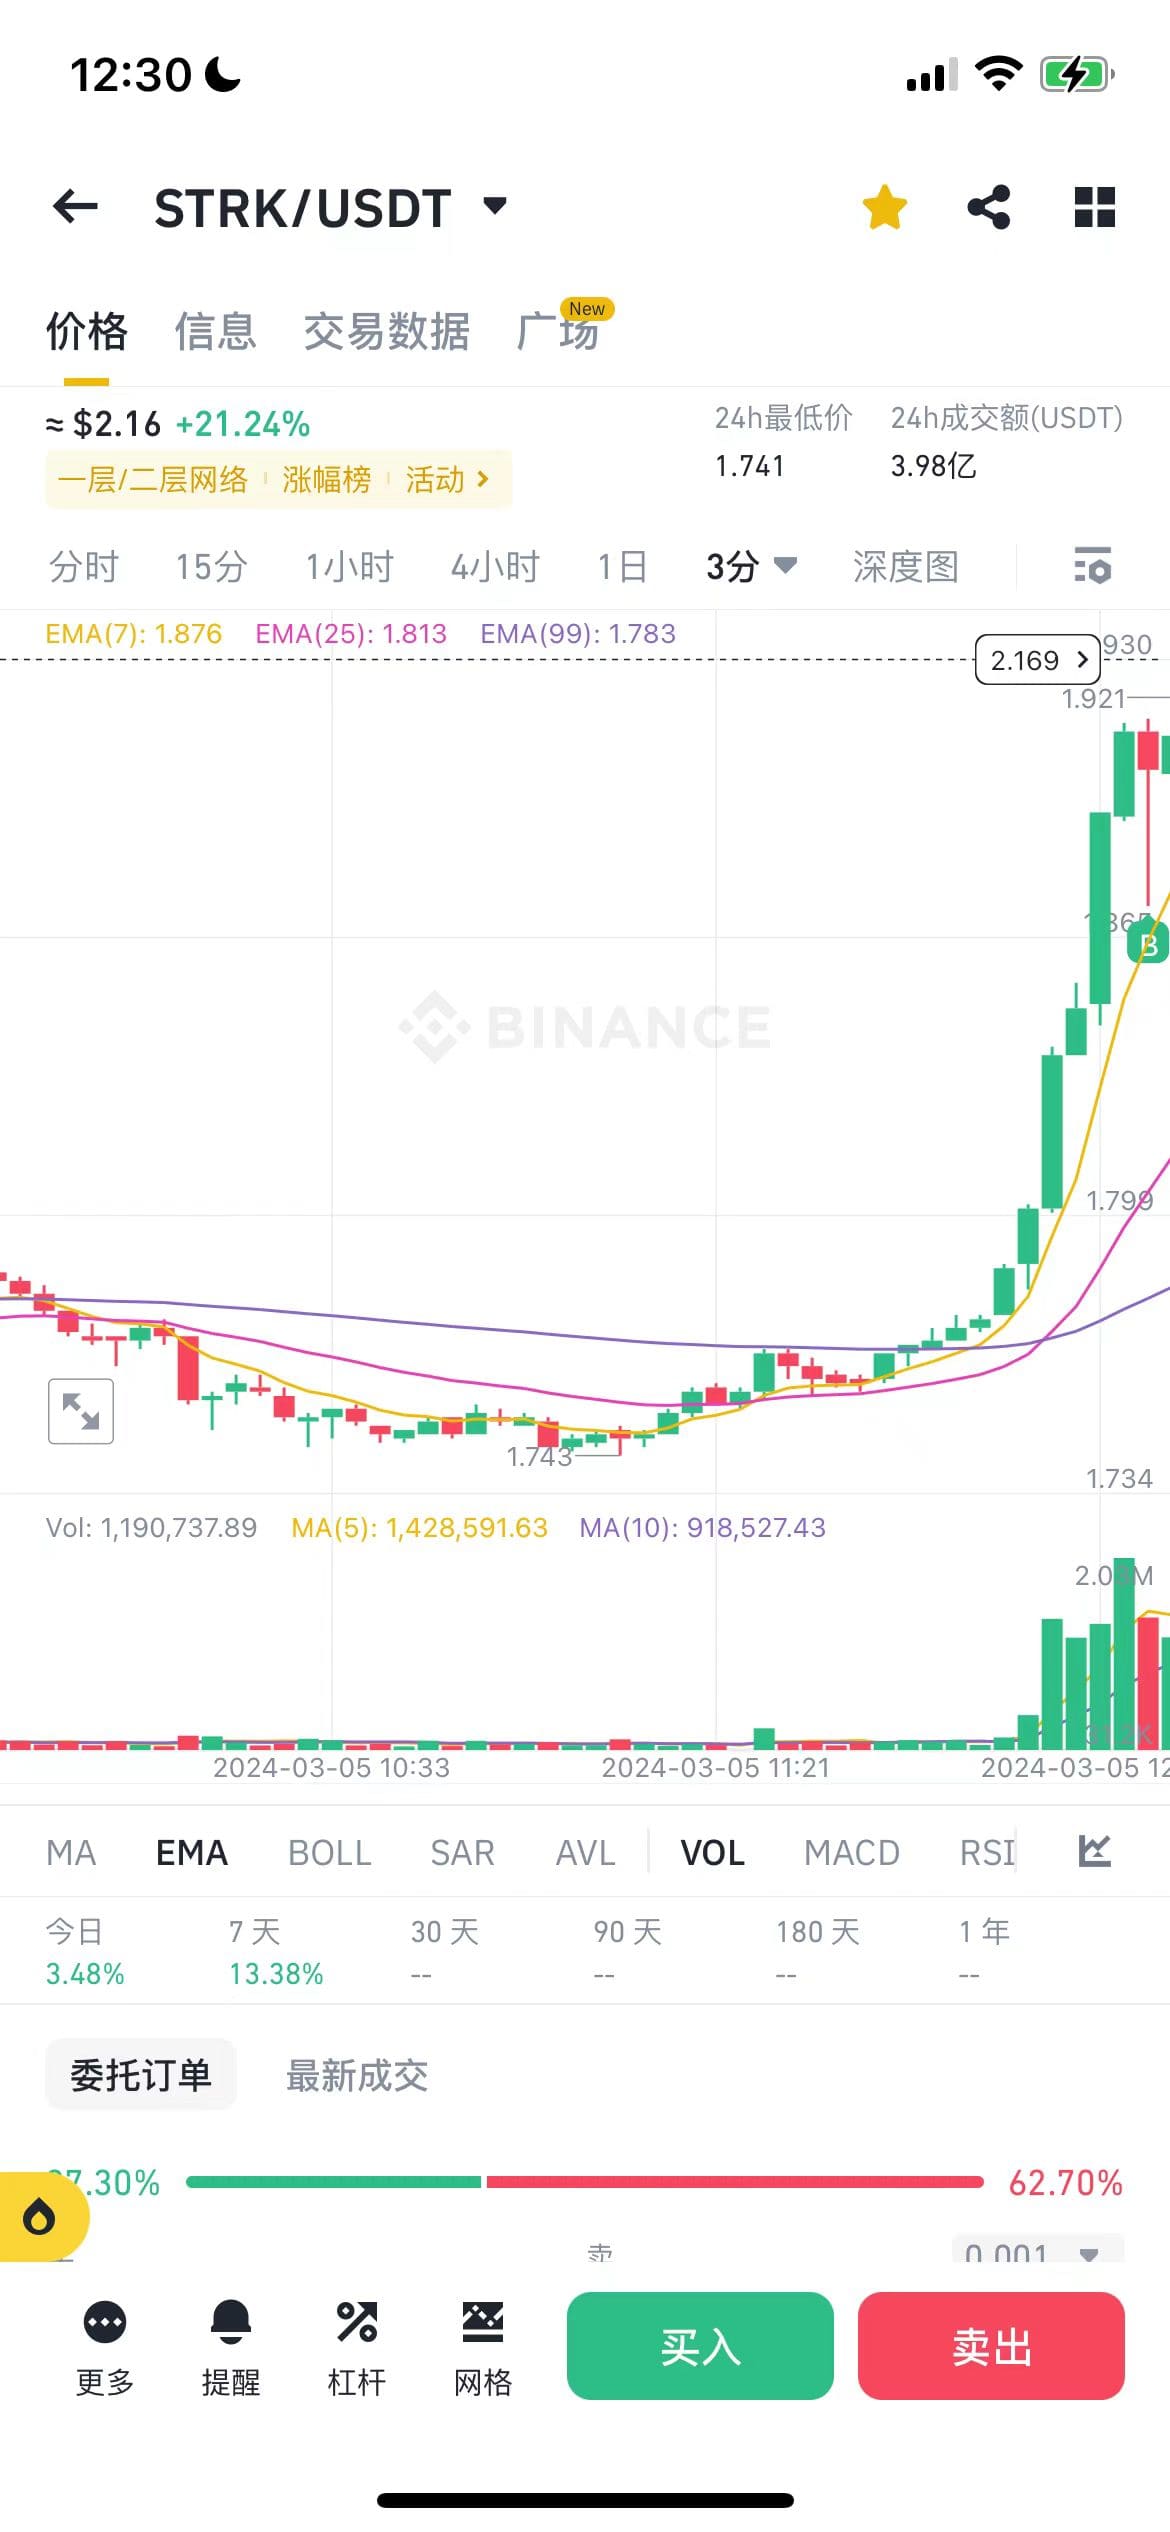 12:30
STRK/USDT
价格 信息 交易数据 广场 New
≈ $2.16 +21.24%
24h最低价 24h成交额(USDT)
1.741 3.98亿
一层/二层网络 涨幅榜 活动
分时 15分 1小时 4小时 1日 3分 深度图
EMA(7): 1.876 EMA(25): 1.813 EMA(99): 1.783
2.169 930
1.921
B
BINANCE
1.799
1.743
1.734
Vol: 1,190,737.89 MA(5): 1,428,591.63 MA(10): 918,527.43
2024-03-05 10:33 2024-03-05 11:21 2024-03-05 12
MA EMA BOLL SAR AVL VOL MACD RSI
今日 7 天 30 天 90 天 180 天 1 年
3.48% 13.38% -- -- -- --
委托订单 最新成交
7.30% 62.70%
卖 0.001
更多 提醒 杠杆 网格 买入 卖出